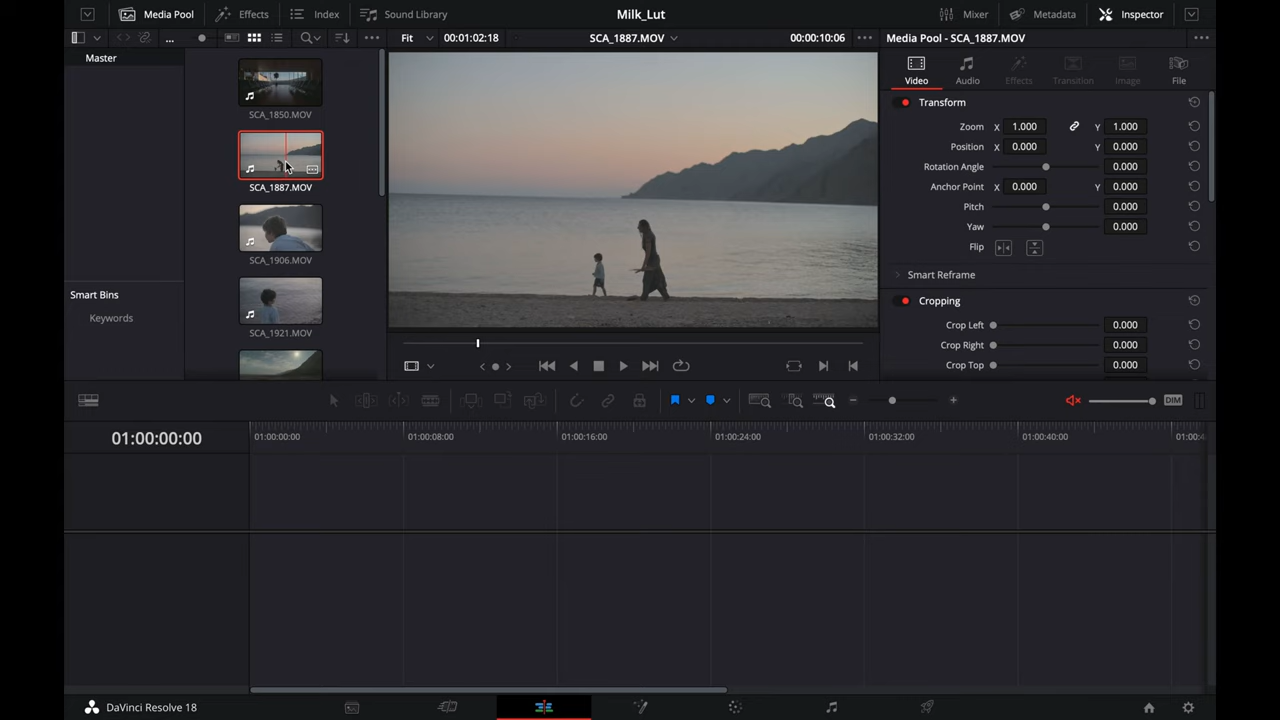 Media Pool
Effects
Index
Sound Library
Milk_Lut
Mixer
Metadata
Inspector
...
Fit
00:01:02:18
SCA_1887.MOV
00:00:10:06
Media Pool - SCA_1887.MOV
Master
SCA_1850.MOV
SCA_1887.MOV
SCA_1906.MOV
SCA_1921.MOV
Smart Bins
Keywords
Video
Audio
Effects
Transition
Image
File
Transform
Zoom X 1.000 Y 1.000
Position X 0.000 Y 0.000
Rotation Angle 0.000
Anchor Point X 0.000 Y 0.000
Pitch 0.000
Yaw 0.000
Flip
Smart Reframe
Cropping
Crop Left 0.000
Crop Right 0.000
Crop Top 0.000
DIM
01:00:00:00
01:00:00:00
01:00:08:00
01:00:16:00
01:00:24:00
01:00:32:00
01:00:40:00
DaVinci Resolve 18